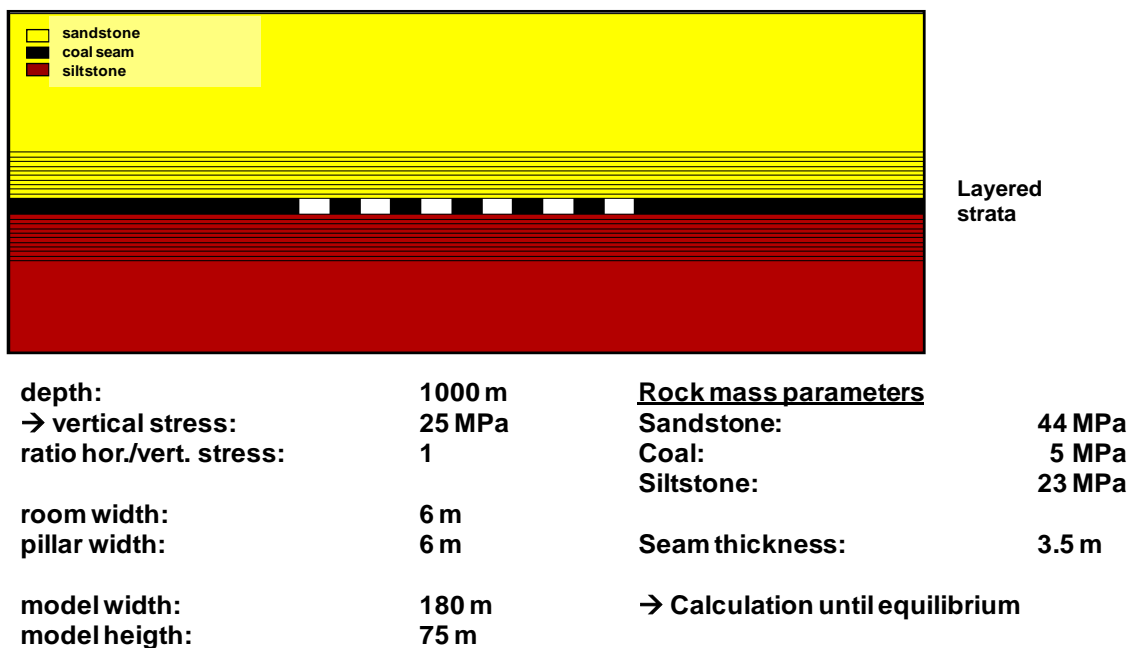 sandstone
coal seam
siltstone
Layered
strata
depth: 1000 m
→ vertical stress: 25 MPa
ratio hor./vert. stress: 1
room width: 6 m
pillar width: 6 m
model width: 180 m
model heigth: 75 m
Rock mass parameters
Sandstone: 44 MPa
Coal: 5 MPa
Siltstone: 23 MPa
Seam thickness: 3.5 m
→ Calculation until equilibrium